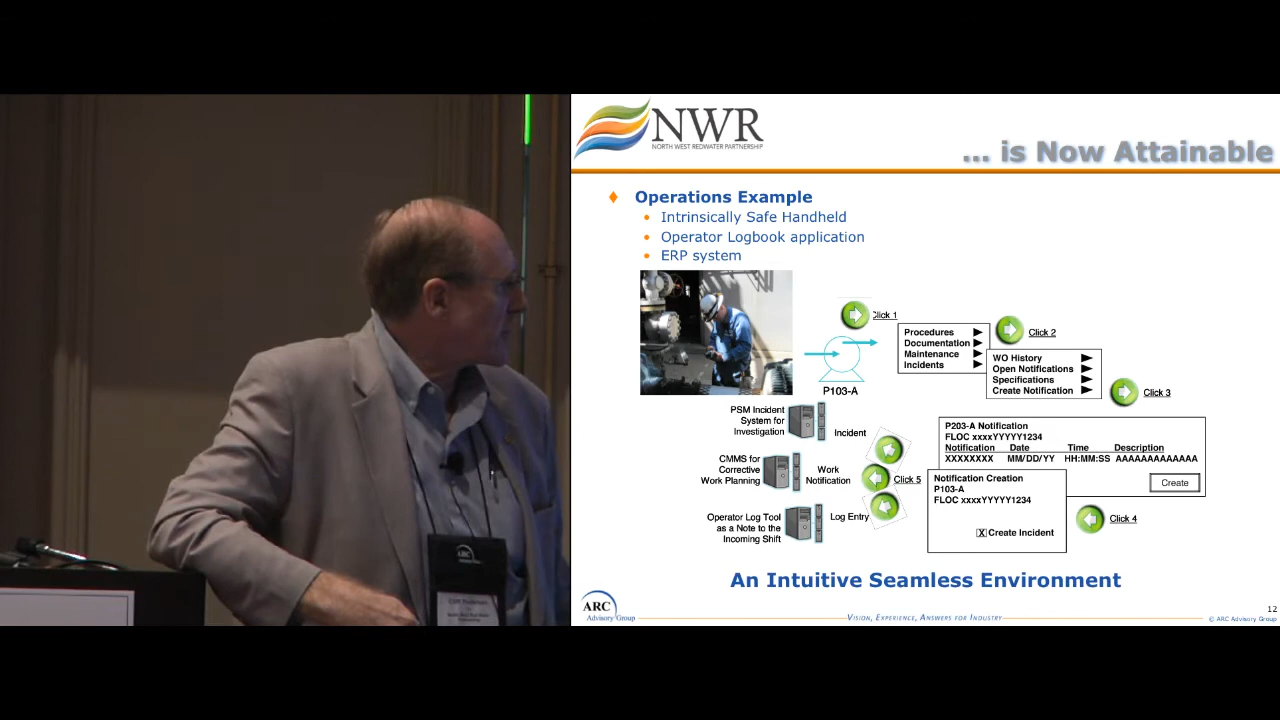 NWR
NORTH WEST REDWATER PARTNERSHIP
... is Now Attainable
Operations Example
Intrinsically Safe Handheld
Operator Logbook application
ERP system
Click 1
Procedures
Documentation
Maintenance
Incidents
Click 2
WO History
Open Notifications
Specifications
Create Notification
Click 3
P103-A
PSM Incident
System for
Investigation
Incident
CMMS for
Corrective
Work Planning
Work
Notification
Click 5
Operator Log Tool
as a Note to the
Incoming Shift
Log Entry
P203-A Notification
FLOC xxxxYYYYY1234
Notification Date Time Description
XXXXXXXX MM/DD/YY HH:MM:SS AAAAAAAAAAAAA
Create
Notification Creation
P103-A
FLOC xxxxYYYYY1234
X Create Incident
Click 4
An Intuitive Seamless Environment
ARC
Advisory Group
VISION, EXPERIENCE, ANSWERS FOR INDUSTRY
12
© ARC Advisory Group
ARC